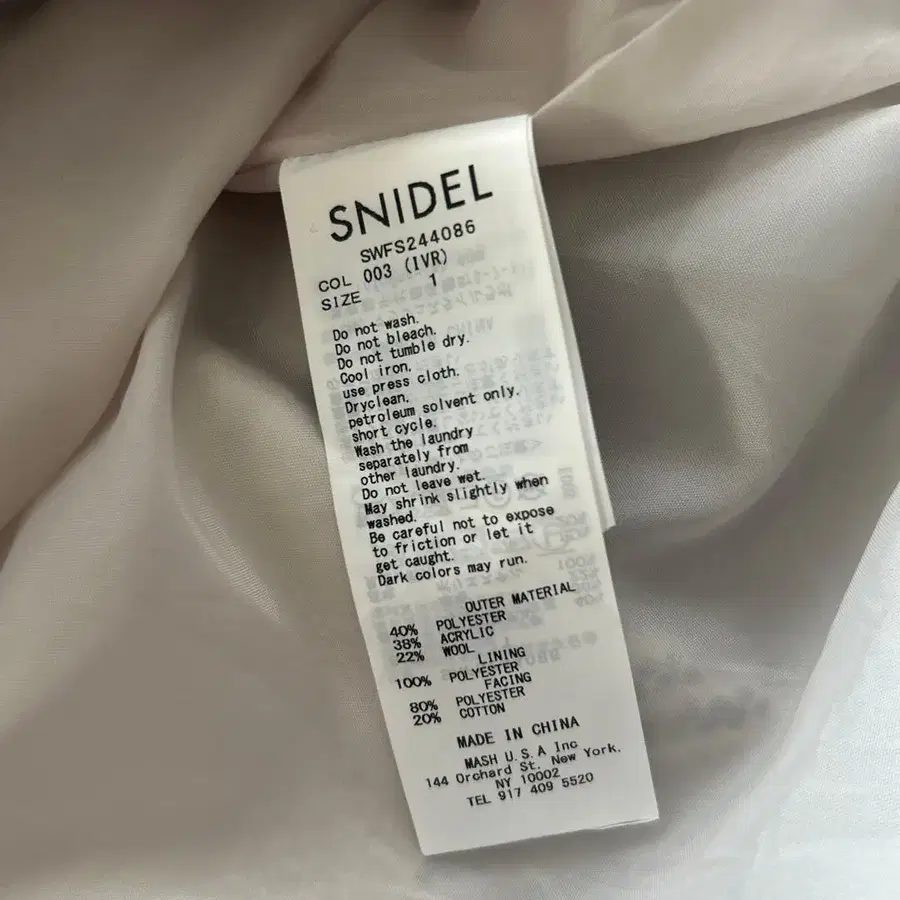 SNIDEL
SWFS244086
COL 003 (IVR)
SIZE 1
Do not wash.
Do not bleach.
Do not tumble dry.
Cool iron.
use press cloth.
Dryclean.
petroleum solvent only.
short cycle.
Wash the laundry
separately from
other laundry.
Do not leave wet.
May shrink slightly when
washed.
Be careful not to expose
to friction or let it
get caught.
Dark colors may run.
OUTER MATERIAL
40% POLYESTER
38% ACRYLIC
22% WOOL
LINING
100% POLYESTER
FACING
80% POLYESTER
20% COTTON
MADE IN CHINA
MASH U.S.A Inc
144 Orchard St. New York.
NY 10002
TEL 917 409 5520